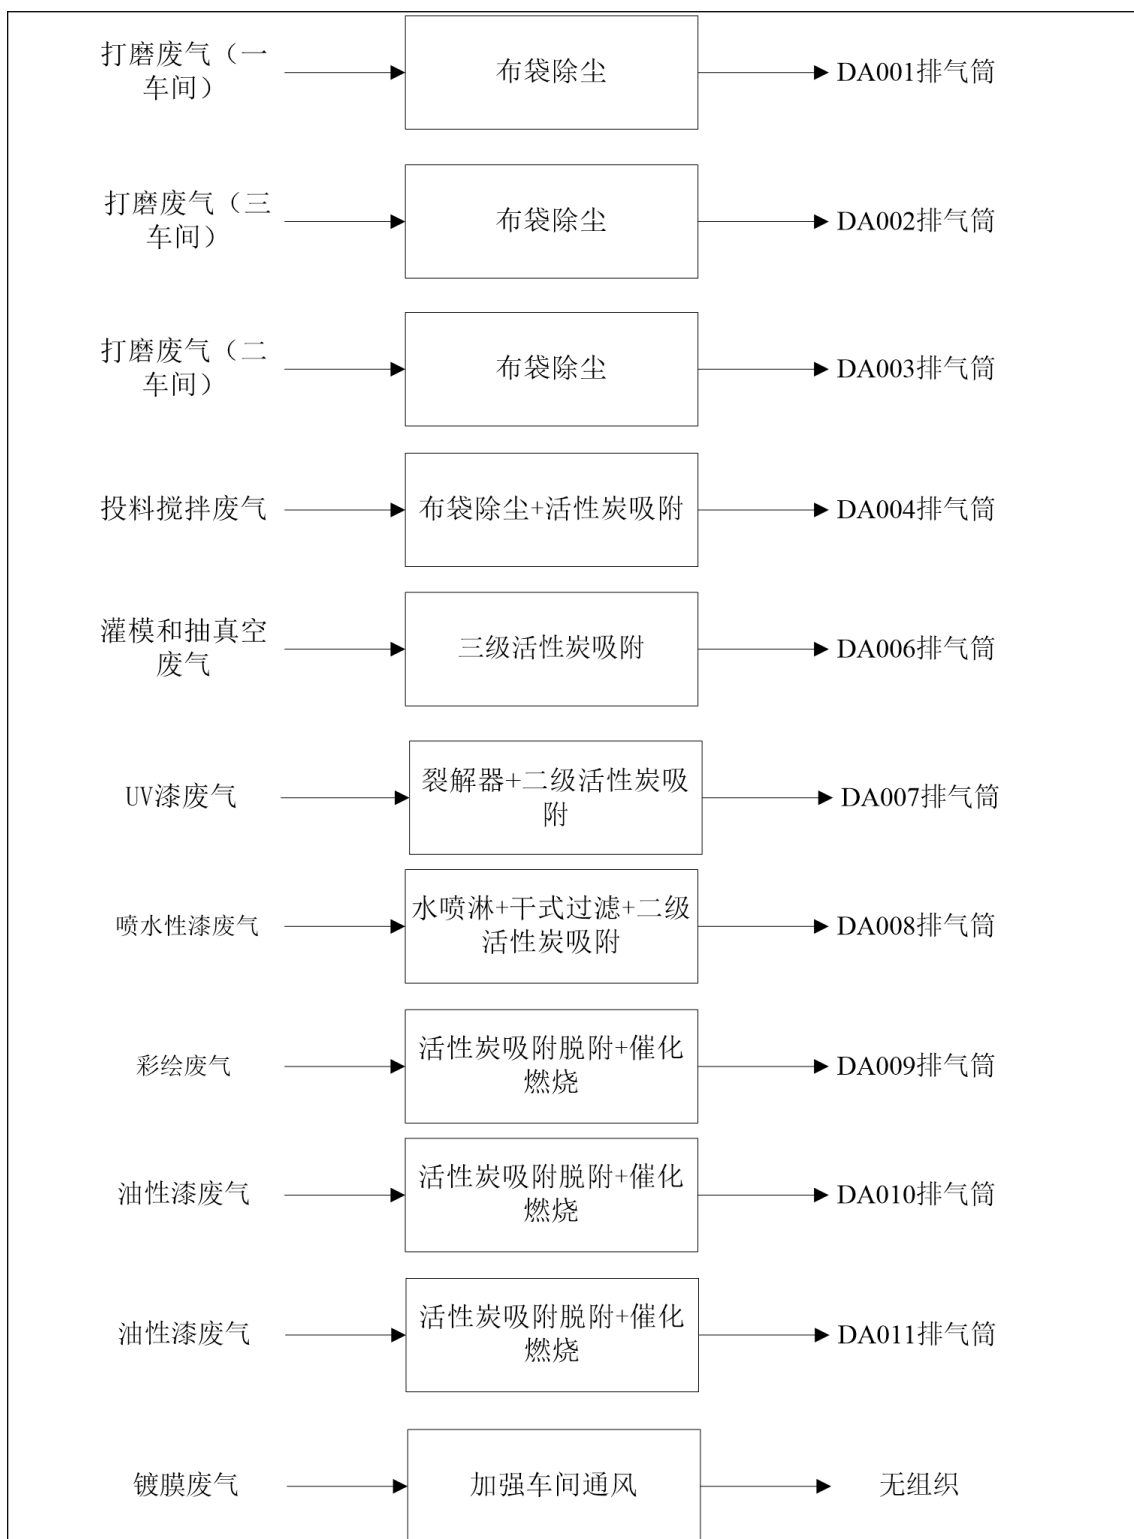 打磨废气（一
车间）
布袋除尘
DA001排气筒
打磨废气（三
车间）
布袋除尘
DA002排气筒
打磨废气（二
车间）
布袋除尘
DA003排气筒
投料搅拌废气
布袋除尘+活性炭吸附
DA004排气筒
灌模和抽真空
废气
三级活性炭吸附
DA006排气筒
UV漆废气
裂解器+二级活性炭吸
附
DA007排气筒
喷水性漆废气
水喷淋+干式过滤+二级
活性炭吸附
DA008排气筒
彩绘废气
活性炭吸附脱附+催化
燃烧
DA009排气筒
油性漆废气
活性炭吸附脱附+催化
燃烧
DA010排气筒
油性漆废气
活性炭吸附脱附+催化
燃烧
DA011排气筒
镀膜废气
加强车间通风
无组织